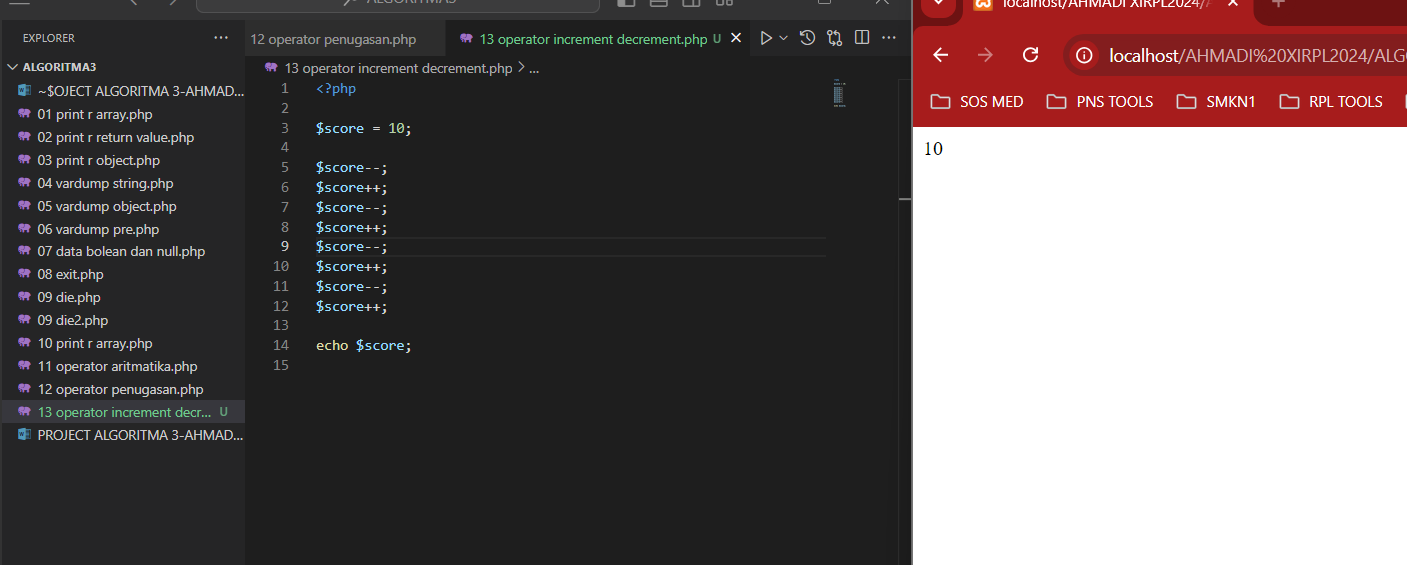 ALGORITMA3
EXPLORER
ALGORITMA3
~$OJECT ALGORITMA 3-AHMAD...
01 print r array.php
02 print r return value.php
03 print r object.php
04 vardump string.php
05 vardump object.php
06 vardump pre.php
07 data bolean dan null.php
08 exit.php
09 die.php
09 die2.php
10 print r array.php
11 operator aritmatika.php
12 operator penugasan.php
13 operator increment decr... U
PROJECT ALGORITMA 3-AHMAD...
12 operator penugasan.php
13 operator increment decrement.php U
13 operator increment decrement.php > ...
1 <?php
2
3 $score = 10;
4
5 $score--;
6 $score++;
7 $score--;
8 $score++;
9 $score--;
10 $score++;
11 $score--;
12 $score++;
13
14 echo $score;
15
localhost/AHMADI XIRPL2024/A
localhost/AHMADI%20XIRPL2024/ALGO
SOS MED
PNS TOOLS
SMKN1
RPL TOOLS
10